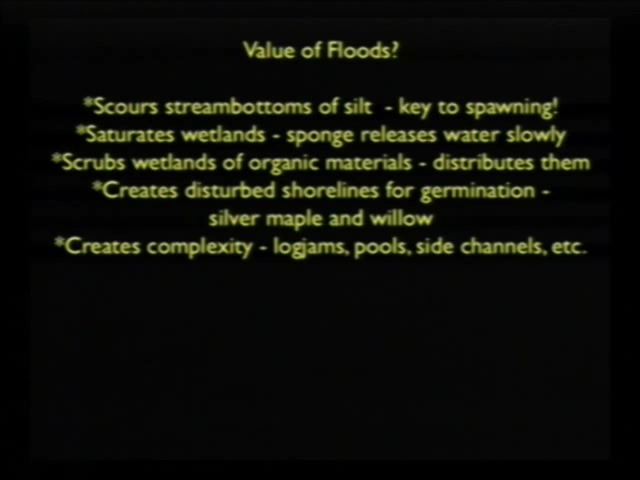 Value of Floods?
*Scours streambottoms of silt - key to spawning!
*Saturates wetlands - sponge releases water slowly
*Scrubs wetlands of organic materials - distributes them
*Creates disturbed shorelines for germination -
silver maple and willow
*Creates complexity - logjams, pools, side channels, etc.